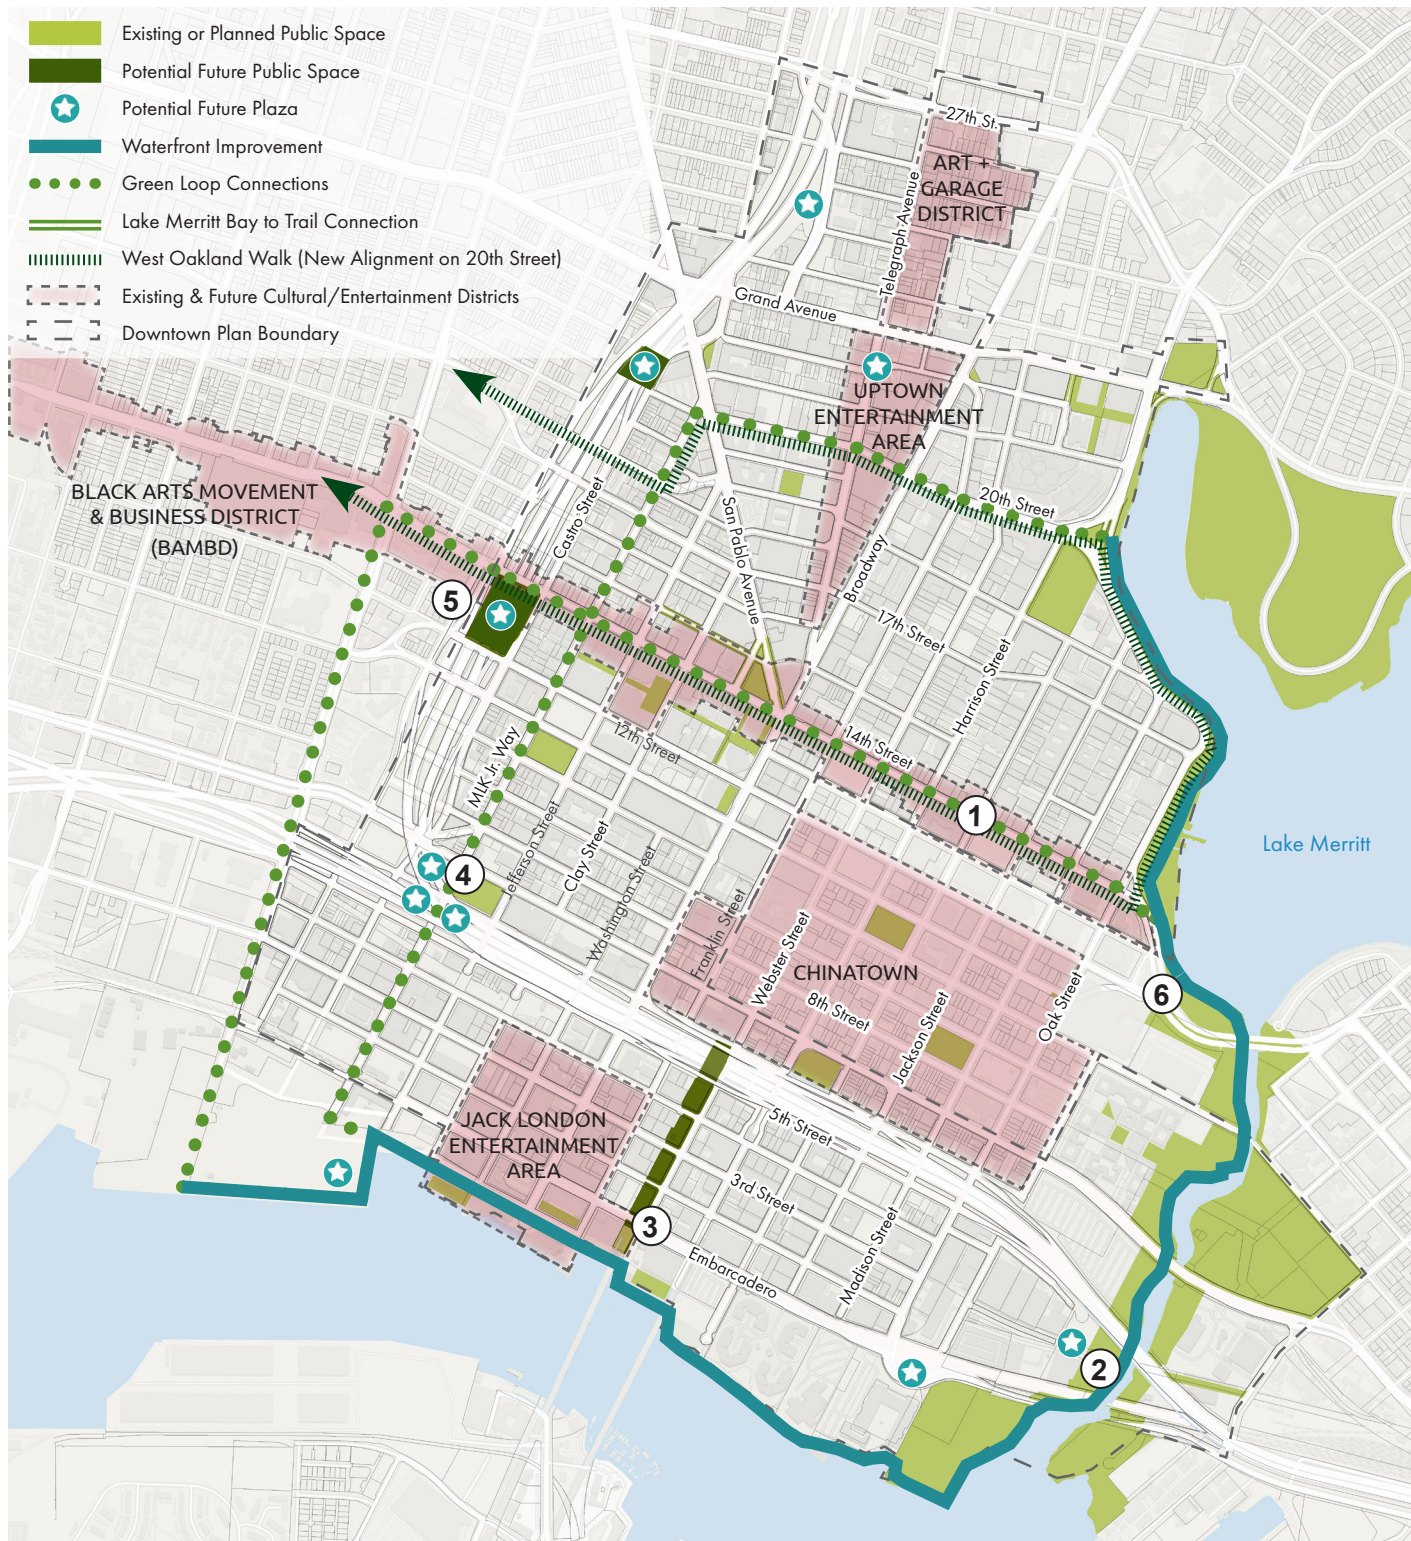 Existing or Planned Public Space
Potential Future Public Space
Potential Future Plaza
Waterfront Improvement
Green Loop Connections
Lake Merritt Bay to Trail Connection
West Oakland Walk (New Alignment on 20th Street)
Existing & Future Cultural/Entertainment Districts
Downtown Plan Boundary
27th St.
ART +
GARAGE
DISTRICT
Telegraph Avenue
Grand Avenue
UPTOWN
ENTERTAINMENT
AREA
BLACK ARTS MOVEMENT
& BUSINESS DISTRICT
(BAMBD)
Castro Street
San Pablo Avenue
20th Street
Broadway
17th Street
Harrison Street
5
12th Street
14th Street
MLK Jr. Way
1
Lake Merritt
Jefferson Street
Clay Street
Washington Street
4
Franklin Street
Webster Street
CHINATOWN
8th Street
Jackson Street
Oak Street
6
JACK LONDON
ENTERTAINMENT
AREA
5th Street
3rd Street
3
Embarcadero
Madison Street
2